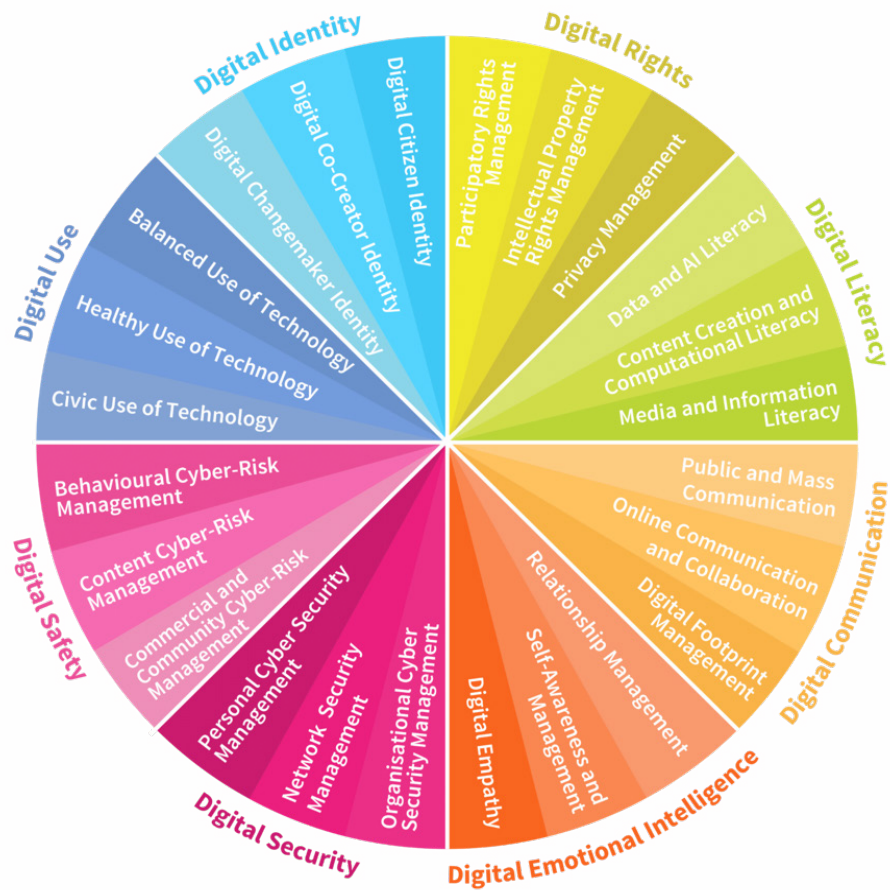 Digital Identity
Digital Changemaker Identity
Digital Co-Creator Identity
Digital Citizen Identity
Digital Rights
Participatory Rights
Management
Intellectual Property
Rights Management
Privacy Management
Digital Literacy
Data and AI Literacy
Content Creation and
Computational Literacy
Media and Information
Literacy
Digital Communication
Public and Mass
Communication
Online Communication
and Collaboration
Digital Footprint
Management
Digital Emotional Intelligence
Relationship Management
Self-Awareness and
Management
Digital Empathy
Digital Security
Organisational Cyber
Security Management
Network Security
Management
Personal Cyber Security
Management
Digital Safety
Commercial and
Community Cyber-Risk
Management
Content Cyber-Risk
Management
Behavioural Cyber-Risk
Management
Digital Use
Civic Use of Technology
Healthy Use of Technology
Balanced Use of Technology